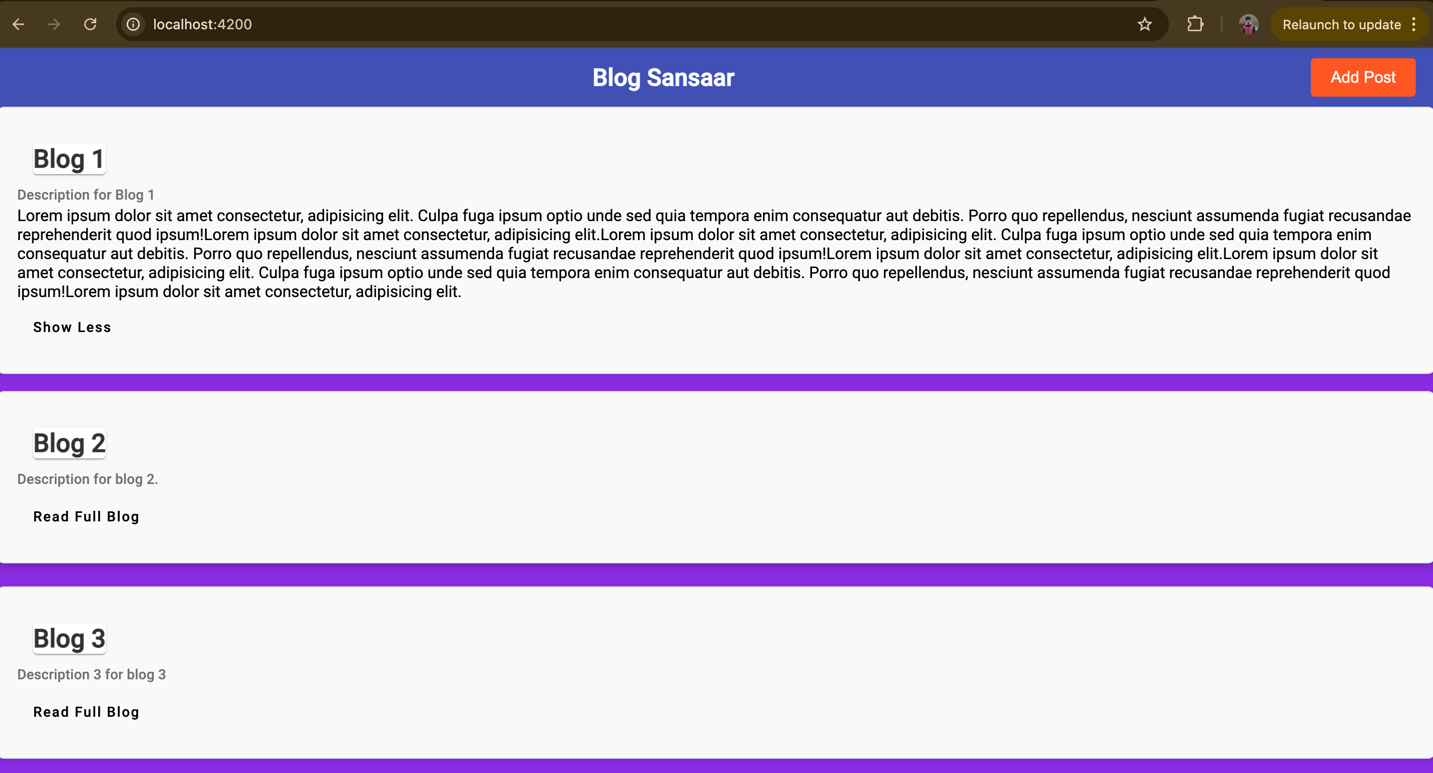 localhost:4200
Relaunch to update
Blog Sansaar
Add Post
Blog 1
Description for Blog 1
Lorem ipsum dolor sit amet consectetur, adipisicing elit. Culpa fuga ipsum optio unde sed quia tempora enim consequatur aut debitis. Porro quo repellendus, nesciunt assumenda fugiat recusandae
reprehenderit quod ipsum!Lorem ipsum dolor sit amet consectetur, adipisicing elit.Lorem ipsum dolor sit amet consectetur, adipisicing elit. Culpa fuga ipsum optio unde sed quia tempora enim
consequatur aut debitis. Porro quo repellendus, nesciunt assumenda fugiat recusandae reprehenderit quod ipsum!Lorem ipsum dolor sit amet consectetur, adipisicing elit.Lorem ipsum dolor sit
amet consectetur, adipisicing elit. Culpa fuga ipsum optio unde sed quia tempora enim consequatur aut debitis. Porro quo repellendus, nesciunt assumenda fugiat recusandae reprehenderit quod
ipsum!Lorem ipsum dolor sit amet consectetur, adipisicing elit.
Show Less
Blog 2
Description for blog 2.
Read Full Blog
Blog 3
Description 3 for blog 3
Read Full Blog